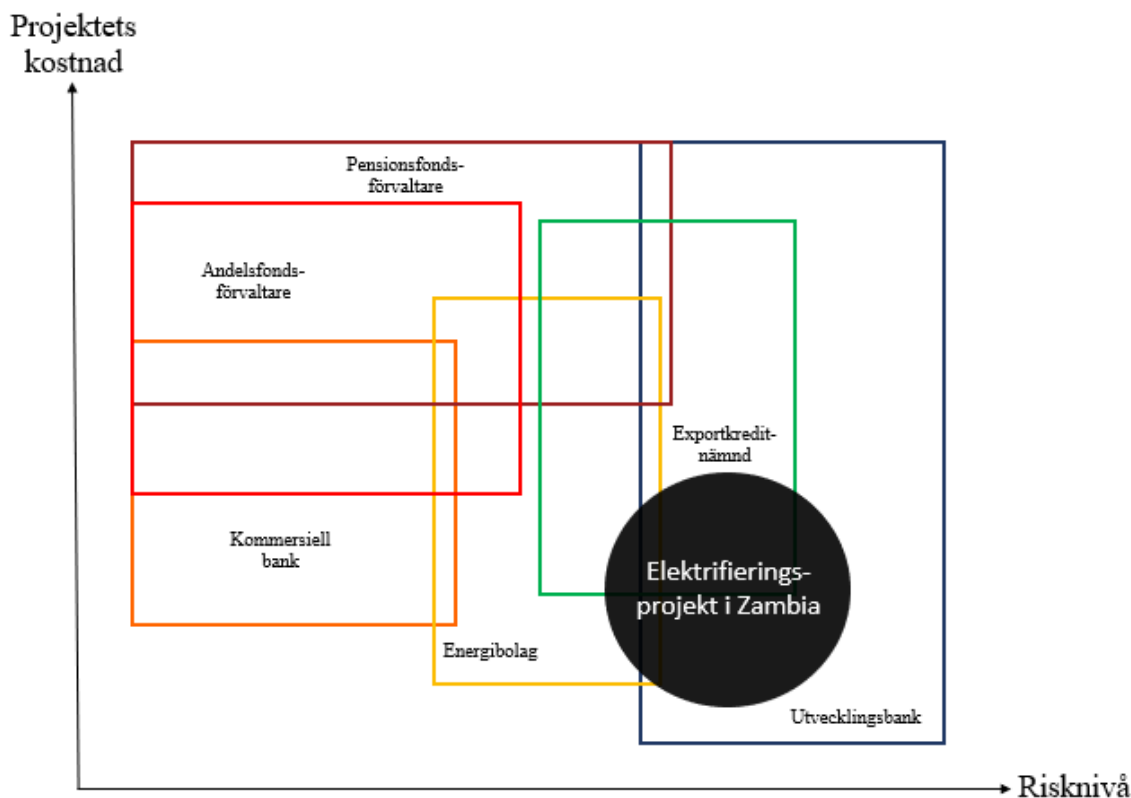 Projektets
kostnad
Pensionsfonds-
förvaltare
Andelsfonds-
förvaltare
Exportkredit-
nämnd
Kommersiell
bank
Elektrifierings-
projekt i Zambia
Energibolag
Utvecklingsbank
Risknivå